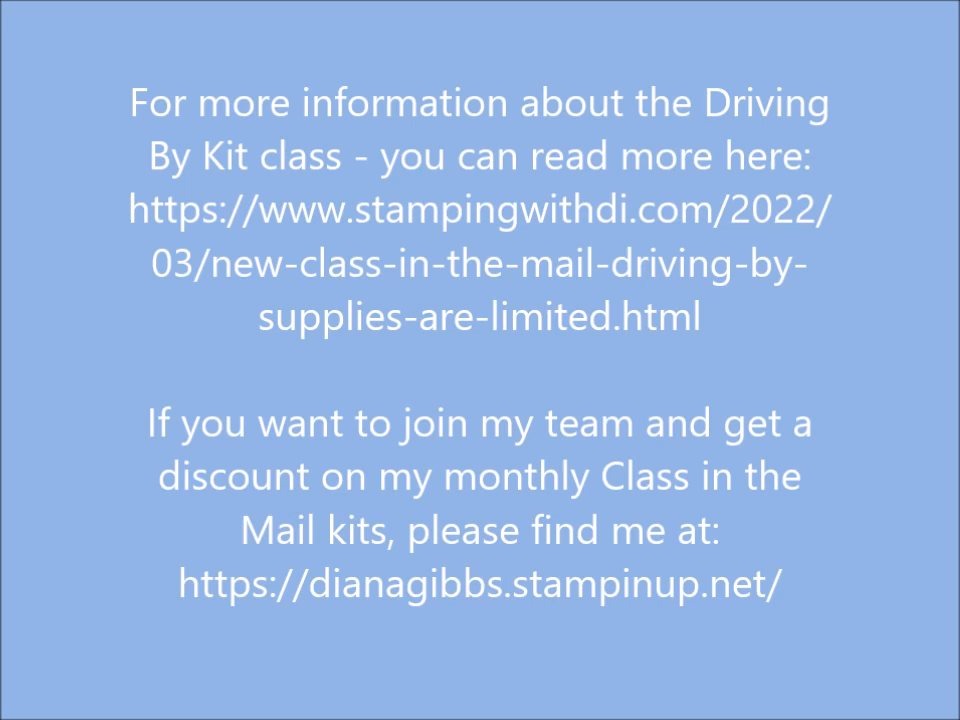 For more information about the Driving
By Kit class - you can read more here:
https://www.stampingwithdi.com/2022/
03/new-class-in-the-mail-driving-by-
supplies-are-limited.html
If you want to join my team and get a
discount on my monthly Class in the
Mail kits, please find me at:
https://dianagibbs.stampinup.net/